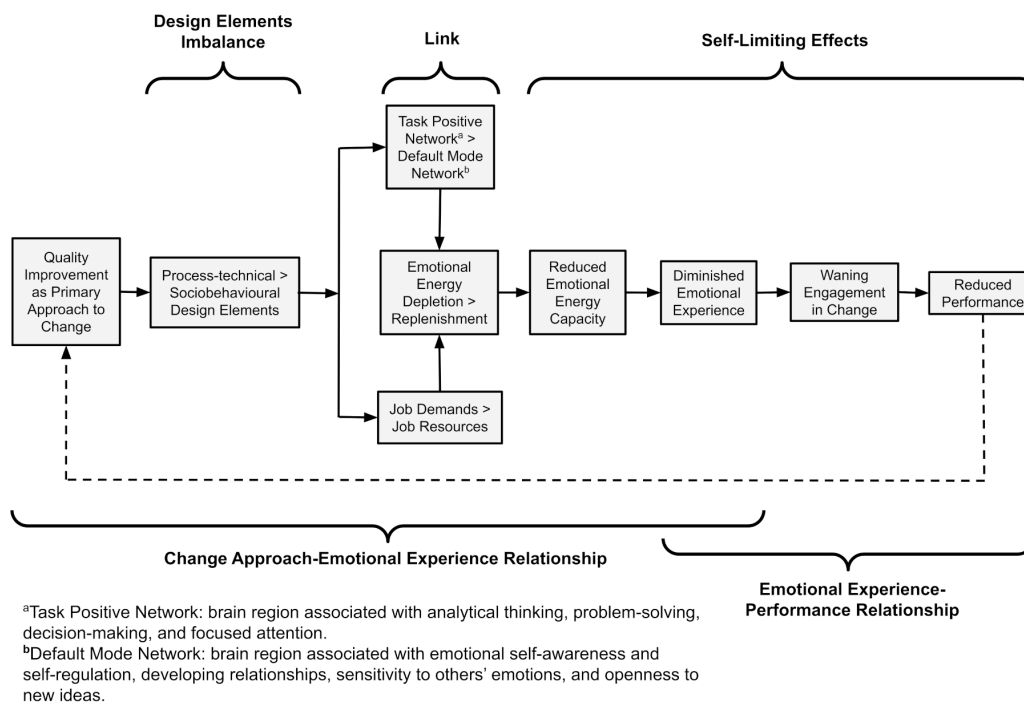 Design Elements
Imbalance
Link
Self-Limiting Effects
Task Positive
Networkᵃ >
Default Mode
Networkᵇ
Quality
Improvement
as Primary
Approach to
Change
Process-technical >
Sociobehavioural
Design Elements
Emotional
Energy
Depletion >
Replenishment
Reduced
Emotional
Energy
Capacity
Diminished
Emotional
Experience
Waning
Engagement
in Change
Reduced
Performance
Job Demands >
Job Resources
Change Approach-Emotional Experience Relationship
Emotional Experience-
Performance Relationship
ᵃTask Positive Network: brain region associated with analytical thinking, problem-solving,
decision-making, and focused attention.
ᵇDefault Mode Network: brain region associated with emotional self-awareness and
self-regulation, developing relationships, sensitivity to others' emotions, and openness to
new ideas.